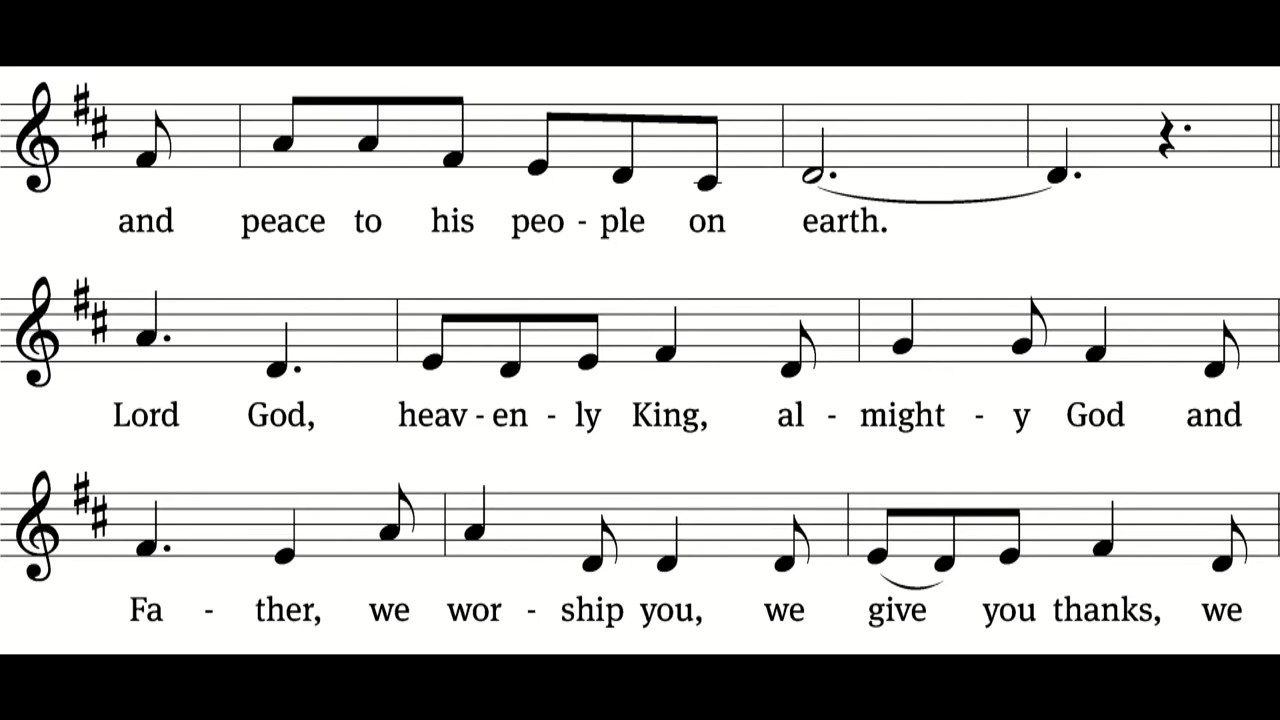 and peace to his peo - ple on earth.
Lord God, heav - en - ly King, al - might - y God and
Fa - ther, we wor - ship you, we give you thanks, we